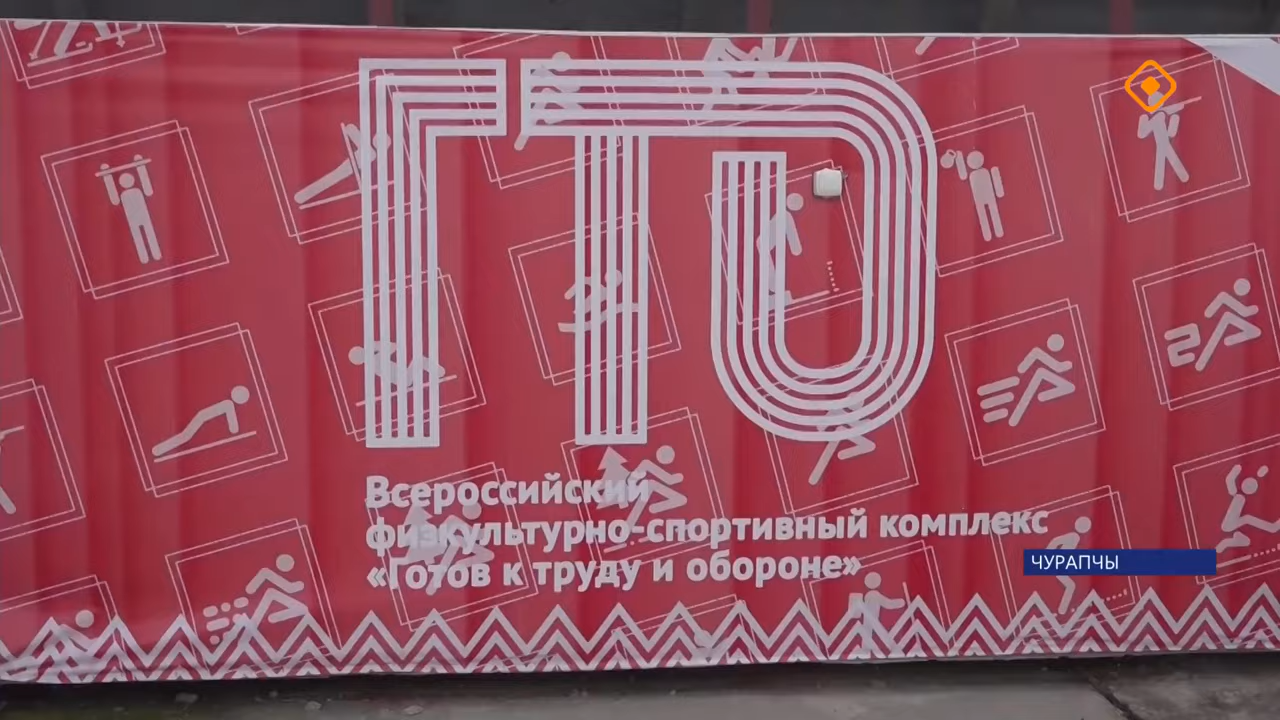 ГТО
Всероссийский
физкультурно-спортивный комплекс
«Готов к труду и обороне»
ЧУРАПЧЫ